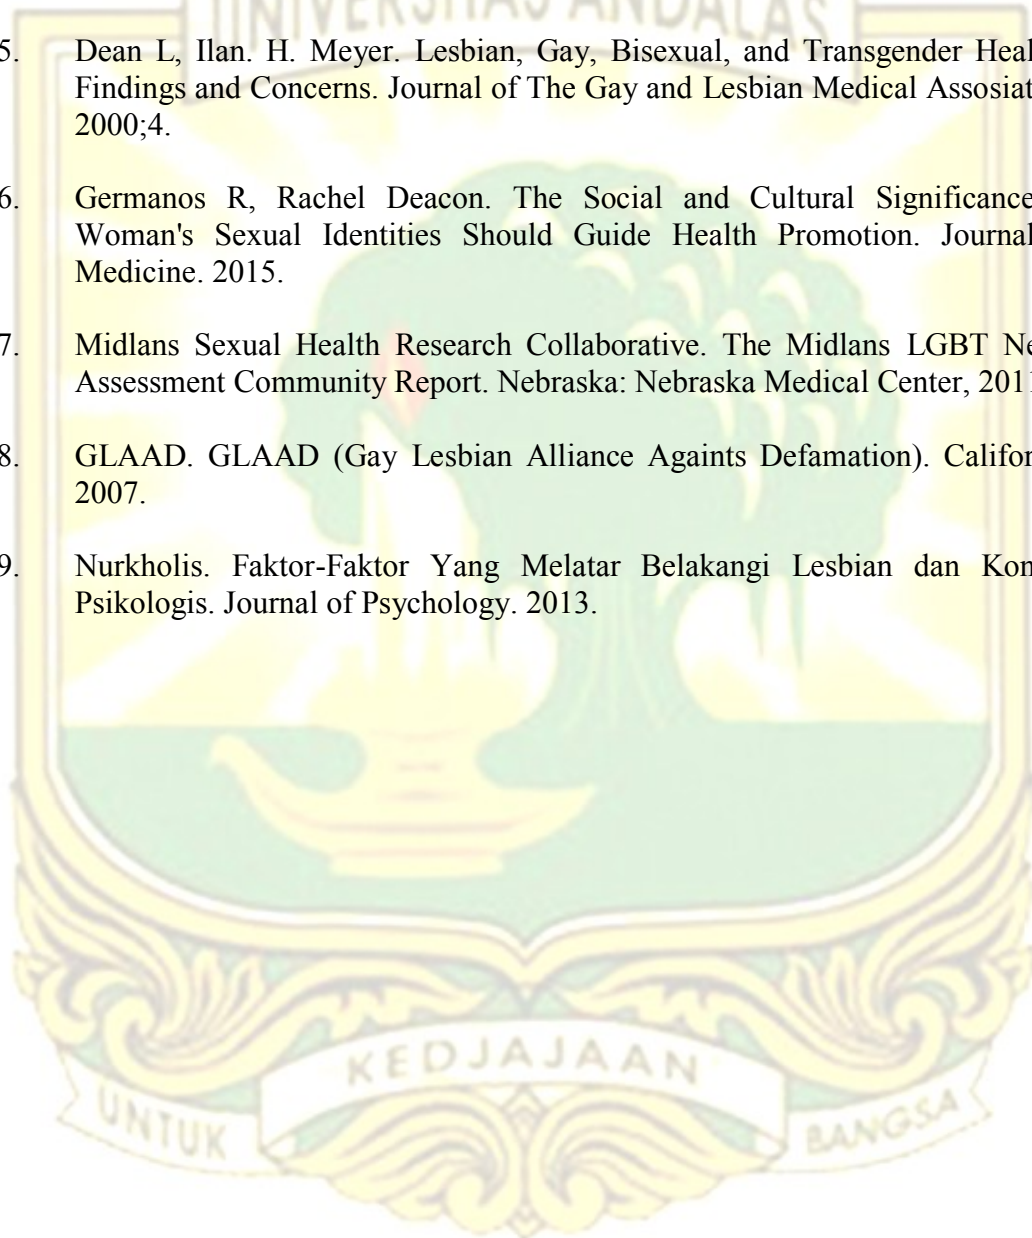 UNIVERSITAS ANDALAS
5. Dean L, Ilan. H. Meyer. Lesbian, Gay, Bisexual, and Transgender Heal
Findings and Concerns. Journal of The Gay and Lesbian Medical Assosiat
2000;4.
6. Germanos R, Rachel Deacon. The Social and Cultural Significance
Woman's Sexual Identities Should Guide Health Promotion. Journal
Medicine. 2015.
7. Midlans Sexual Health Research Collaborative. The Midlans LGBT Ne
Assessment Community Report. Nebraska: Nebraska Medical Center, 201
8. GLAAD. GLAAD (Gay Lesbian Alliance Againts Defamation). Califor
2007.
9. Nurkholis. Faktor-Faktor Yang Melatar Belakangi Lesbian dan Kon
Psikologis. Journal of Psychology. 2013.
UNTUK KEDJAJAAN BANGSA